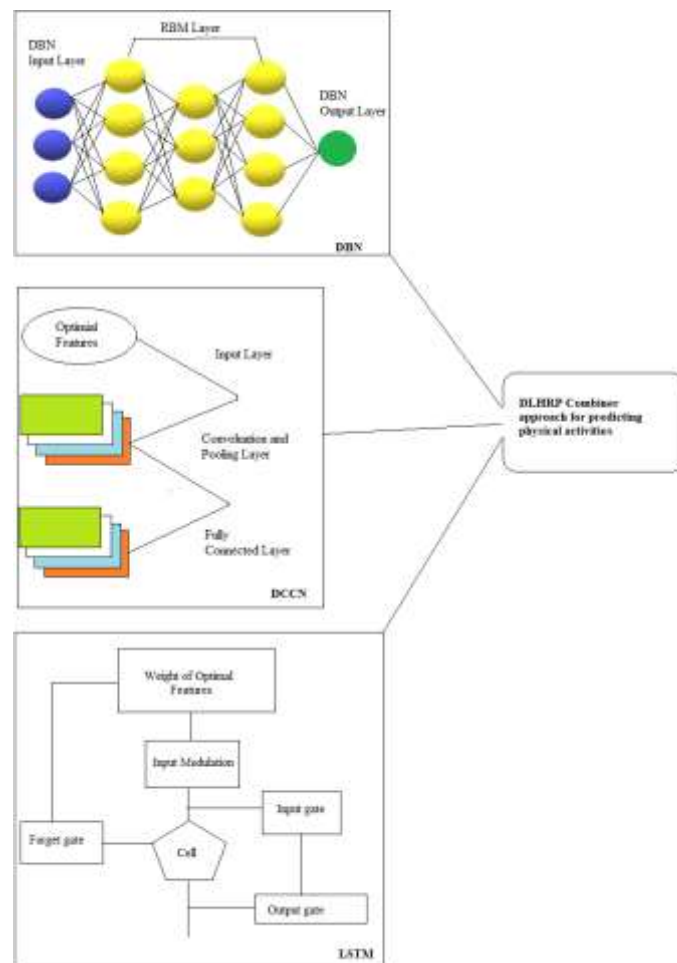 RBM Layer
DBN
Input Layer
DBN
Output Layer
DBN
Optimial
Features
Input Layer
Convoluation and
Pooling Layer
Fully
Connected Layer
DCCN
DLHRP Combiner
approach for predicting
physical activities
Weight of Optimal
Features
Input Modulation
Input gate
Forget gate
Cell
Output gate
LSTM